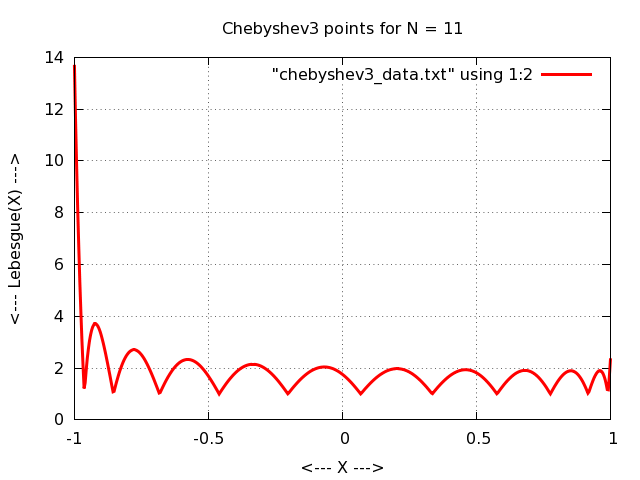 Chebyshev3 points for N = 11
"chebyshev3_data.txt" using 1:2
<--- Lebesgue(X) --->
14
12
10
8
6
4
2
0
-1 -0.5 0 0.5 1
<--- X --->